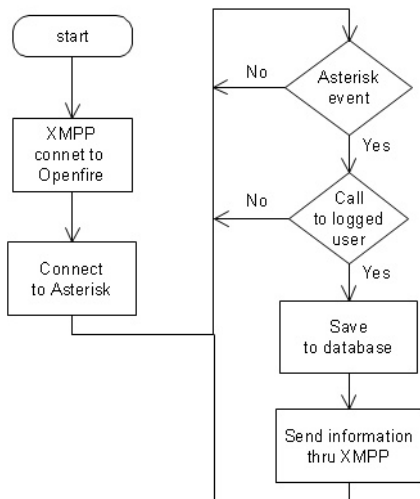 start
XMPP
connet to
Openfire
Connect
to Asterisk
Asterisk
event
No
Yes
Call
to logged
user
No
Yes
Save
to database
Send information
thru XMPP